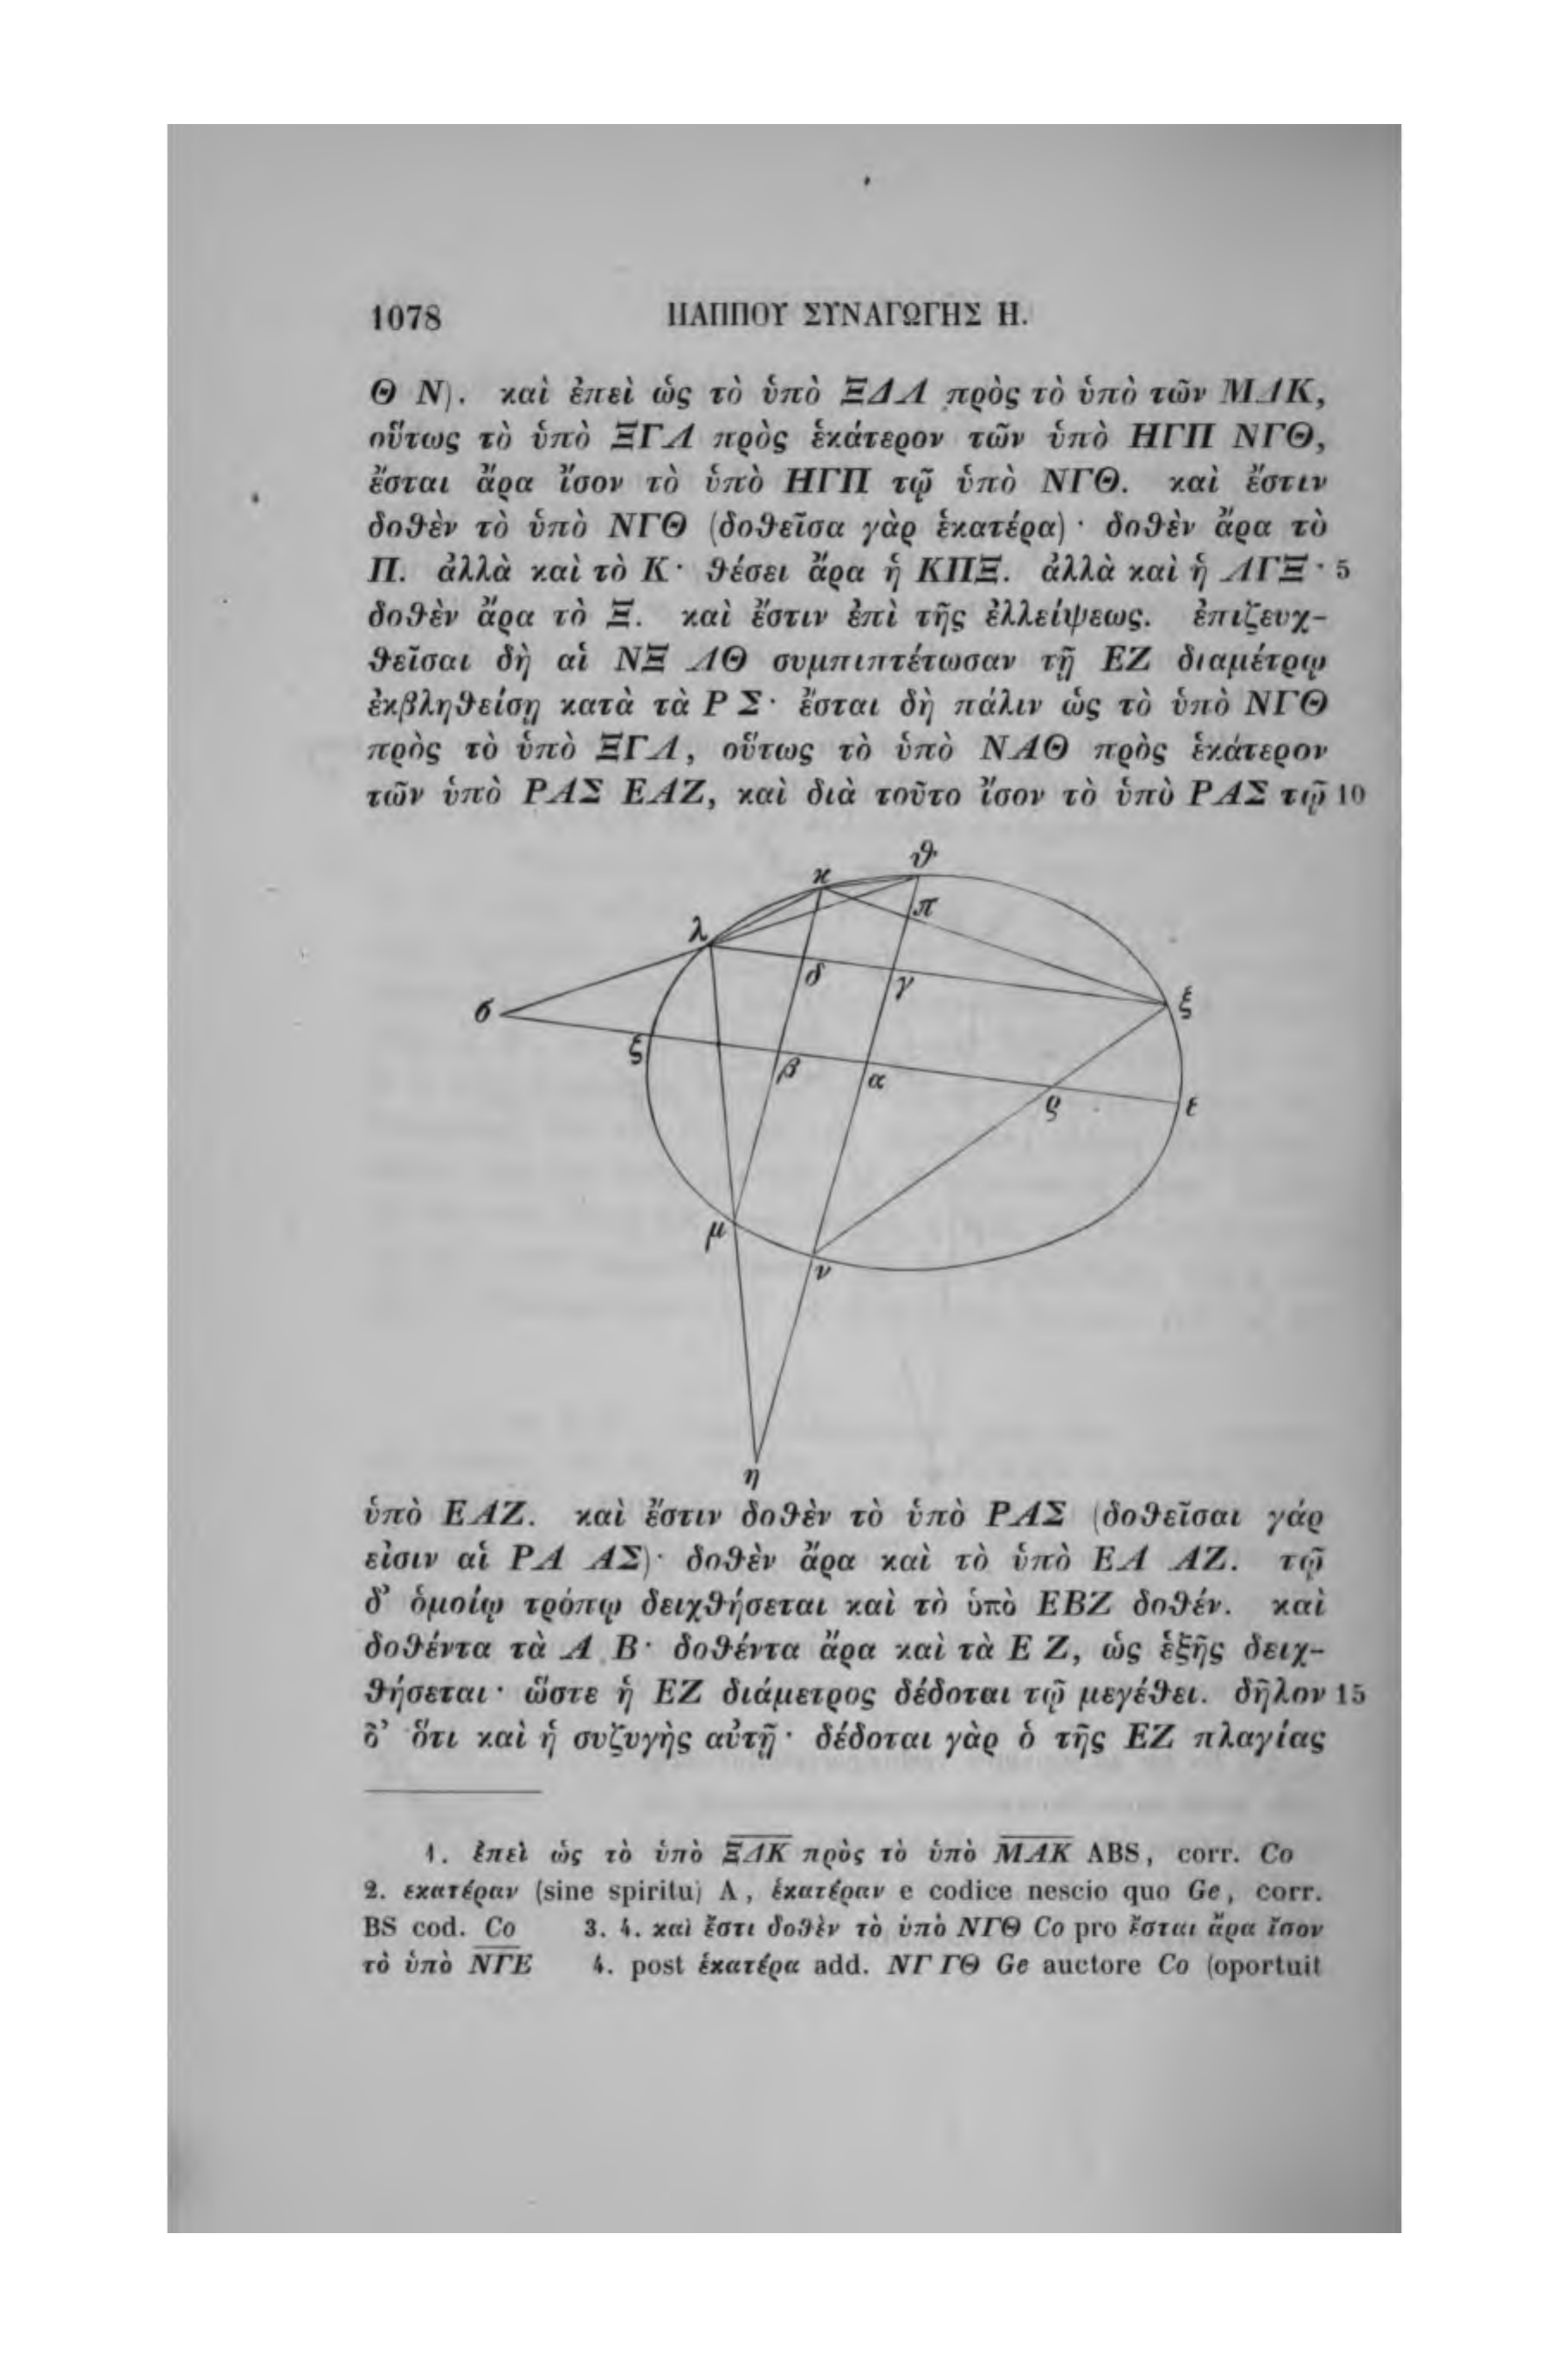 1078 ΠΑΠΠΟΥ ΣΥΝΑΓΩΓΗΣ Η.
Θ Ν). καὶ ἐπεὶ ὡς τὸ ὑπὸ ΞΔΛ πρὸς τὸ ὑπὸ τῶν ΜΔΚ,
οὕτως τὸ ὑπὸ ΞΓΛ πρὸς ἑκάτερον τῶν ὑπὸ ΗΓΠ ΝΓΘ,
ἔσται ἄρα ἴσον τὸ ὑπὸ ΗΓΠ τῷ ὑπὸ ΝΓΘ. καὶ ἔστιν
δοθὲν τὸ ὑπὸ ΝΓΘ (δοθεῖσα γὰρ ἑκατέρα)· δοθὲν ἄρα τὸ
Π. ἀλλὰ καὶ τὸ Κ· θέσει ἄρα ἡ ΚΠΞ. ἀλλὰ καὶ ἡ ΛΓΞ· 5
δοθὲν ἄρα τὸ Ξ. καὶ ἔστιν ἐπὶ τῆς ἐλλείψεως. ἐπιζευχ-
θεῖσαι δὴ αἱ ΝΞ ΛΘ συμπιπτέτωσαν τῇ ΕΖ διαμέτρῳ
ἐκβληθείσῃ κατὰ τὰ Ρ Σ· ἔσται δὴ πάλιν ὡς τὸ ὑπὸ ΝΓΘ
πρὸς τὸ ὑπὸ ΞΓΛ, οὕτως τὸ ὑπὸ ΝΑΘ πρὸς ἑκάτερον
τῶν ὑπὸ ΡΑΣ ΕΑΖ, καὶ διὰ τοῦτο ἴσον τὸ ὑπὸ ΡΑΣ τῷ 10
θ
κ
π
λ
δ
γ
ξ
σ
ξ
β
α
ρ
ε
μ
ν
η
ὑπὸ ΕΑΖ. καὶ ἔστιν δοθὲν τὸ ὑπὸ ΡΑΣ (δοθεῖσαι γάρ
εἰσιν αἱ ΡΑ ΑΣ)· δοθὲν ἄρα καὶ τὸ ὑπὸ ΕΑ ΑΖ. τῷ
δ' ὁμοίῳ τρόπῳ δειχθήσεται καὶ τὸ ὑπὸ ΕΒΖ δοθέν. καὶ
δοθέντα τὰ Α Β· δοθέντα ἄρα καὶ τὰ Ε Ζ, ὡς ἑξῆς δειχ-
θήσεται· ὥστε ἡ ΕΖ διάμετρος δέδοται τῷ μεγέθει. δῆλον 15
δ' ὅτι καὶ ἡ συζυγὴς αὐτῇ· δέδοται γὰρ ὁ τῆς ΕΖ πλαγίας
1. ἐπεὶ ὡς τὸ ὑπὸ ΞΔΚ πρὸς τὸ ὑπὸ ΜΔΚ ABS, corr. Co
2. εκατέραν (sine spiritu) A, ἑκατέραν e codice nescio quo Ge, corr.
BS cod. Co 3. 4. καὶ ἔστι δοθὲν τὸ ὑπὸ ΝΓΘ Co pro ἔσται ἄρα ἴσον
τὸ ὑπὸ ΝΓΕ 4. post ἑκατέρα add. ΝΓ ΓΘ Ge auctore Co (oportuit